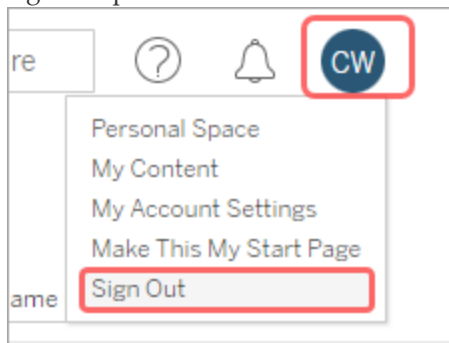 re
?
CW
Personal Space
My Content
My Account Settings
Make This My Start Page
Sign Out
ame